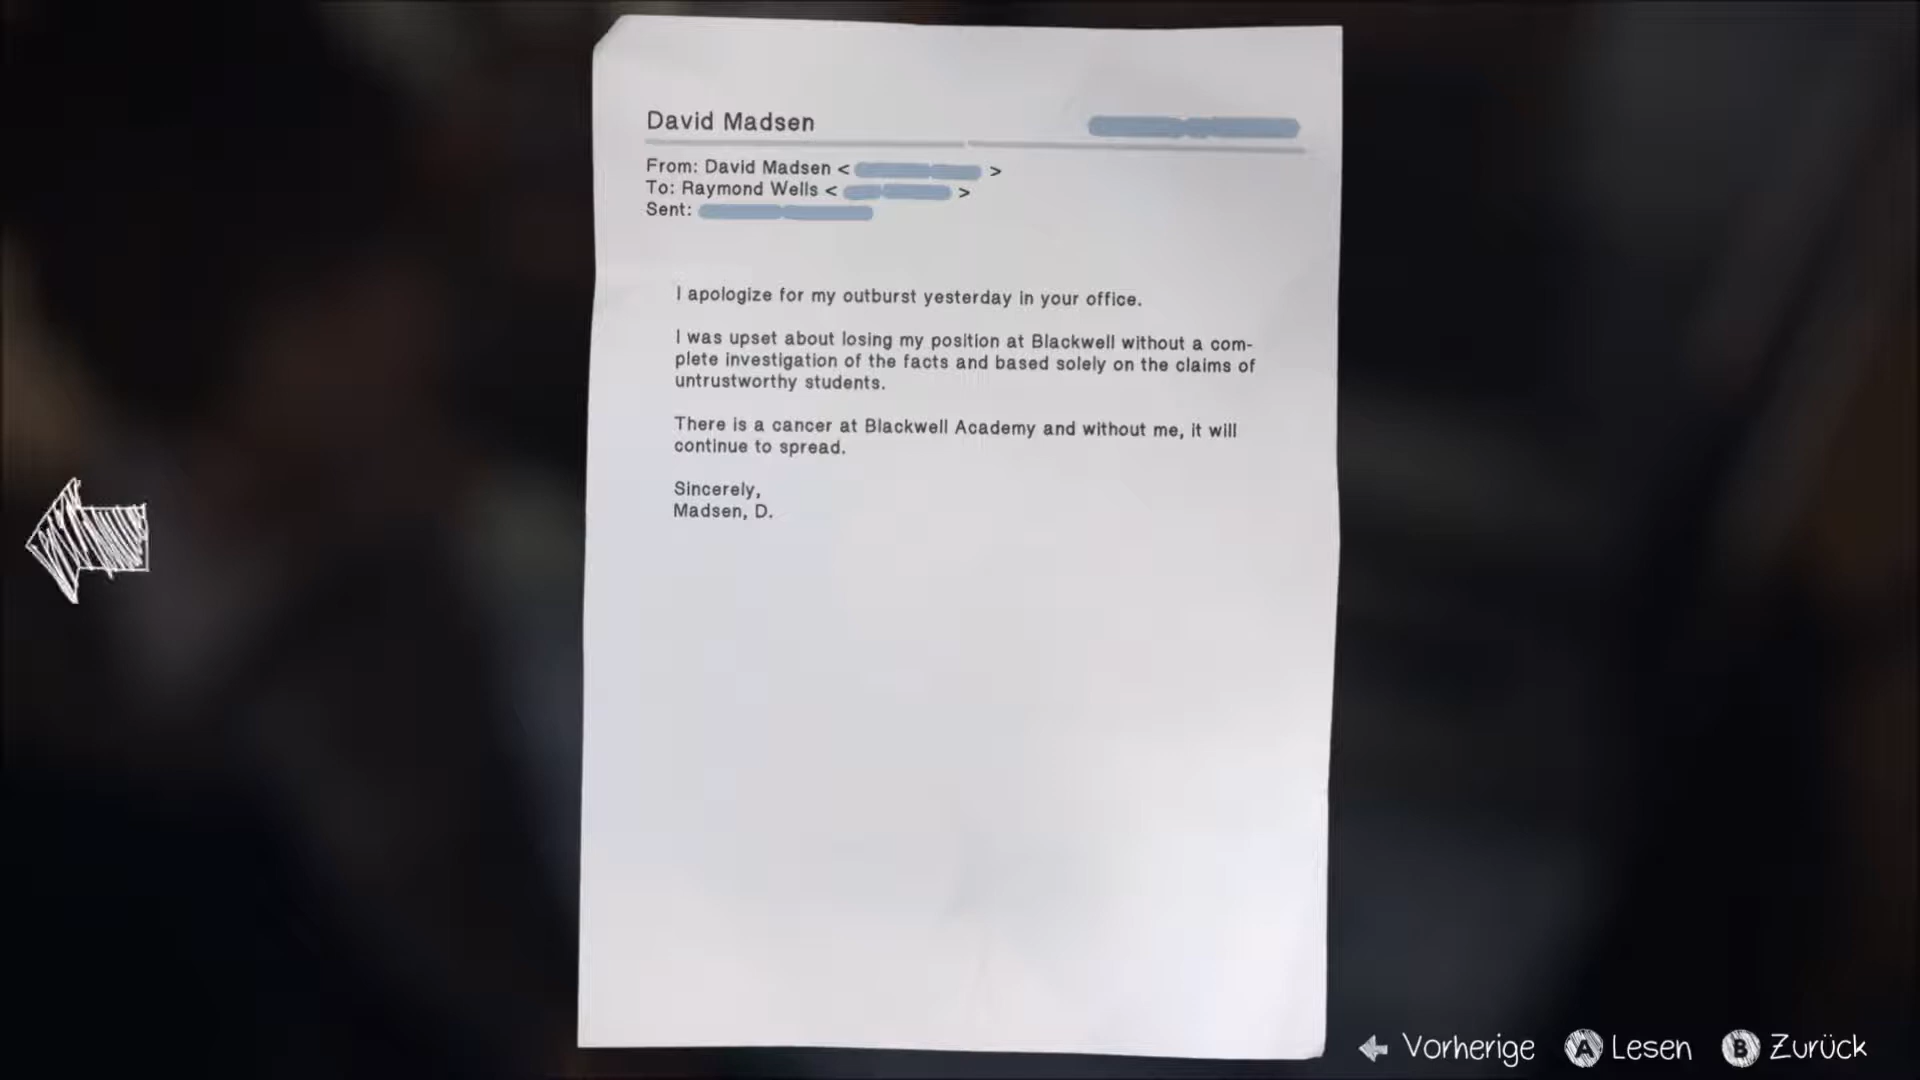 David Madsen
From: David Madsen < >
To: Raymond Wells < >
Sent:
I apologize for my outburst yesterday in your office.
I was upset about losing my position at Blackwell without a com-
plete investigation of the facts and based solely on the claims of
untrustworthy students.
There is a cancer at Blackwell Academy and without me, it will
continue to spread.
Sincerely,
Madsen, D.
Vorherige A Lesen B Zurück